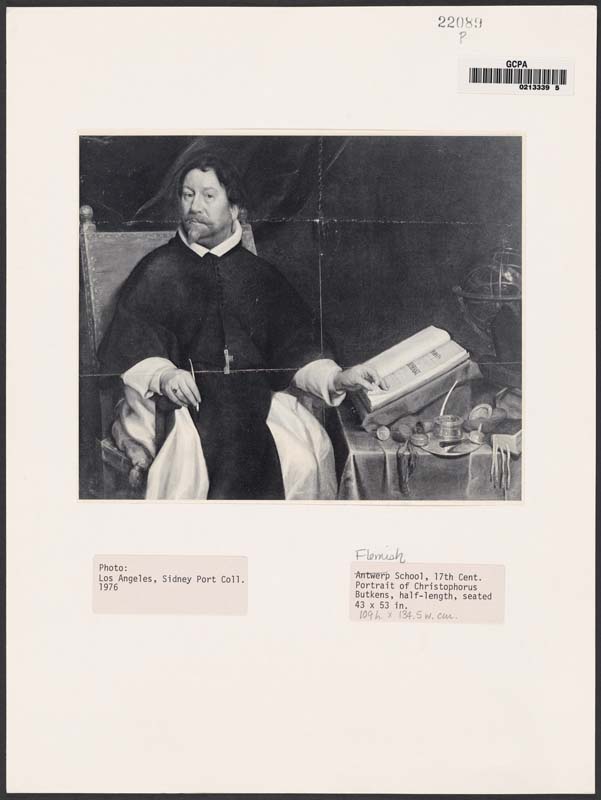 22089
P
GCPA
0213339 5
Photo:
Los Angeles, Sidney Port Coll.
1976
Flemish
Antwerp School, 17th Cent.
Portrait of Christophorus
Butkens, half-length, seated
43 x 53 in.
109 h. x 134.5 w. cm.